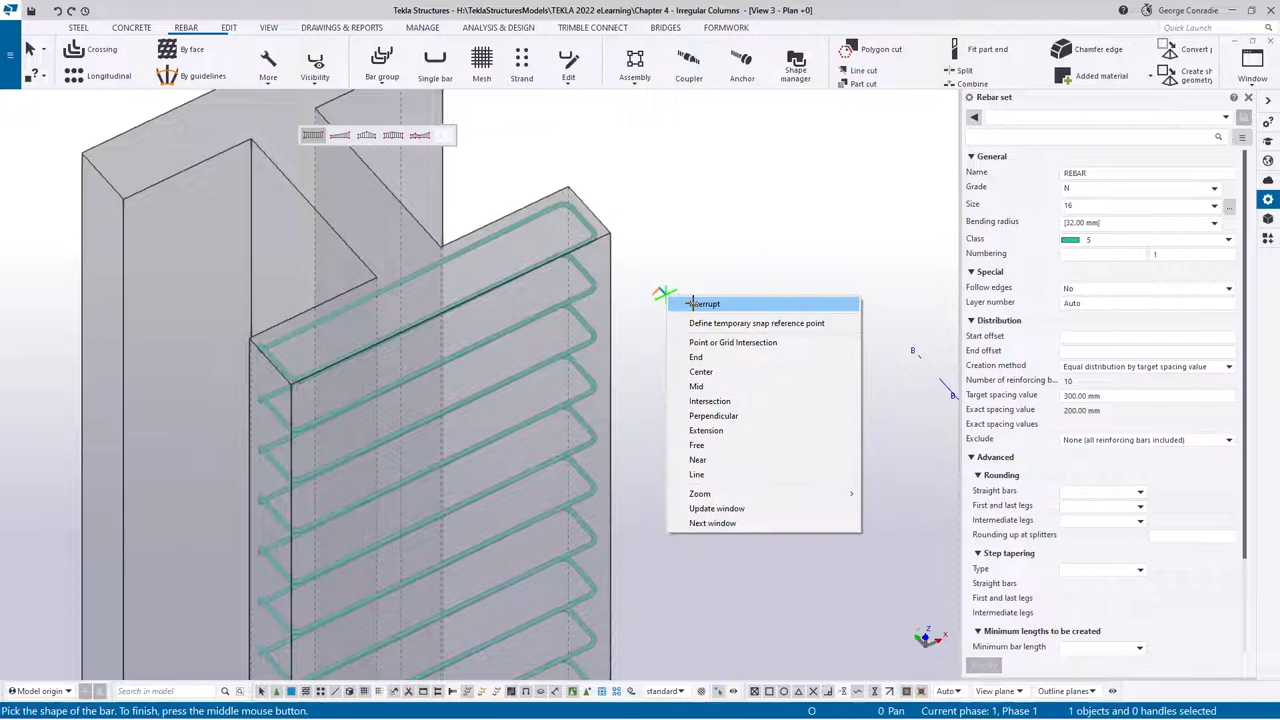 Tekla Structures - H:\TeklaStructuresModels\TEKLA 2022 eLearning\Chapter 4 - Irregular Columns - [View 3 - Plan +0]
George Conradie
STEEL CONCRETE REBAR EDIT VIEW DRAWINGS & REPORTS MANAGE ANALYSIS & DESIGN TRIMBLE CONNECT BRIDGES FORMWORK
Quick Launch
Crossing
By face
Longitudinal
By guidelines
More
Visibility
Bar group
Single bar
Mesh
Strand
Edit
Assembly
Coupler
Anchor
Shape
manager
Polygon cut
Line cut
Part cut
Fit part end
Split
Combine
Chamfer edge
Added material
Convert
Create sh
geometry
Window
Rebar set
General
Name REBAR
Grade N
Size 16
Bending radius [32.00 mm]
Class 5
Numbering 1
Special
Follow edges No
Layer number Auto
Distribution
Start offset
End offset
Creation method Equal distribution by target spacing value
Number of reinforcing b... 10
Target spacing value 300.00 mm
Exact spacing value 200.00 mm
Exact spacing values
Exclude None (all reinforcing bars included)
Advanced
Rounding
Straight bars
First and last legs
Intermediate legs
Rounding up at splitters
Step tapering
Type
Straight bars
First and last legs
Intermediate legs
Minimum lengths to be created
Minimum bar length
Modify
Define temporary snap reference point
Point or Grid Intersection
End
Center
Mid
Intersection
Perpendicular
Extension
Free
Near
Line
Zoom
Update window
Next window
B
B
Z
X
Model origin
Search in model
standard
Auto
View plane
Outline planes
Pick the shape of the bar. To finish, press the middle mouse button.
O
0 Pan
Current phase: 1, Phase 1
1 objects and 0 handles selected